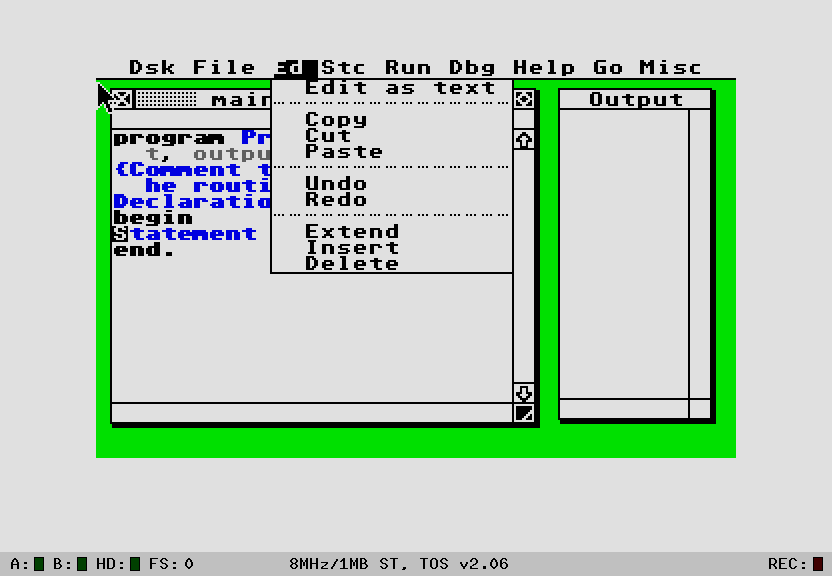 Dsk File Stc Run Dbg Help Go Misc
main
Output
program Pr
t, outpu
{Comment t
he routi
Declaratio
begin
Statement
end.
Edit as text
Copy
Cut
Paste
Undo
Redo
Extend
Insert
Delete
A: B: HD: FS: 0 8MHz/1MB ST, TOS v2.06 REC: